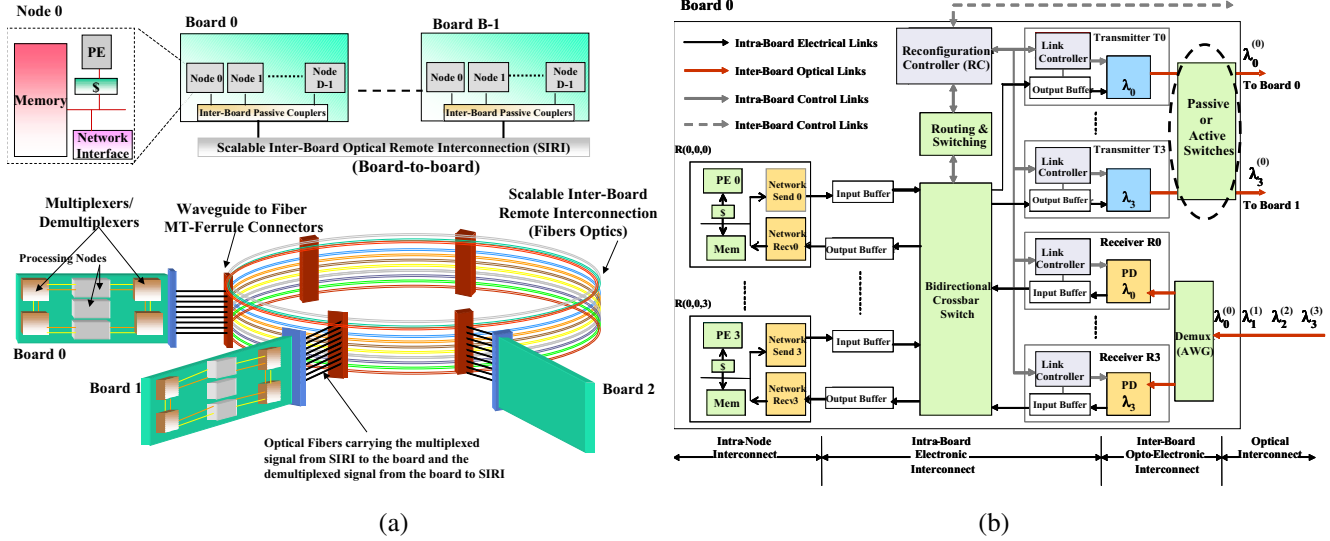 Node 0
Memory
PE
$
Network
Interface
Board 0
Board B-1
Node 0
Node 1
Node
D-1
Node 0
Node 1
Node
D-1
Inter-Board Passive Couplers
Inter-Board Passive Couplers
Scalable Inter-Board Optical Remote Interconnection (SIRI)
(Board-to-board)
Multiplexers/
Demultiplexers
Waveguide to Fiber
MT-Ferrule Connectors
Scalable Inter-Board
Remote Interconnection
(Fibers Optics)
Processing Nodes
Board 0
Board 1
Board 2
Optical Fibers carrying the multiplexed
signal from SIRI to the board and the
demultiplexed signal from the board to SIRI
(a)
Board 0
Intra-Board Electrical Links
Inter-Board Optical Links
Intra-Board Control Links
Inter-Board Control Links
Reconfiguration
Controller (RC)
Routing &
Switching
Transmitter T0
Link
Controller
Output Buffer
λ0
Transmitter T3
Link
Controller
Output Buffer
λ3
Passive
or
Active
Switches
λ0(0)
To Board 0
λ3(0)
To Board 1
R(0,0,0)
PE 0
$
Mem
Network
Send 0
Network
Recv0
Input Buffer
Output Buffer
R(0,0,3)
PE 3
$
Mem
Network
Send 3
Network
Recv3
Input Buffer
Output Buffer
Bidirectional
Crossbar
Switch
Receiver R0
Link
Controller
Input Buffer
PD
λ0
Receiver R3
Link
Controller
Input Buffer
PD
λ3
Demux
(AWG)
λ0(0) λ1(1) λ2(2) λ3(3)
Intra-Node
Interconnect
Intra-Board
Electronic
Interconnect
Inter-Board
Opto-Electronic
Interconnect
Optical
Interconnect
(b)